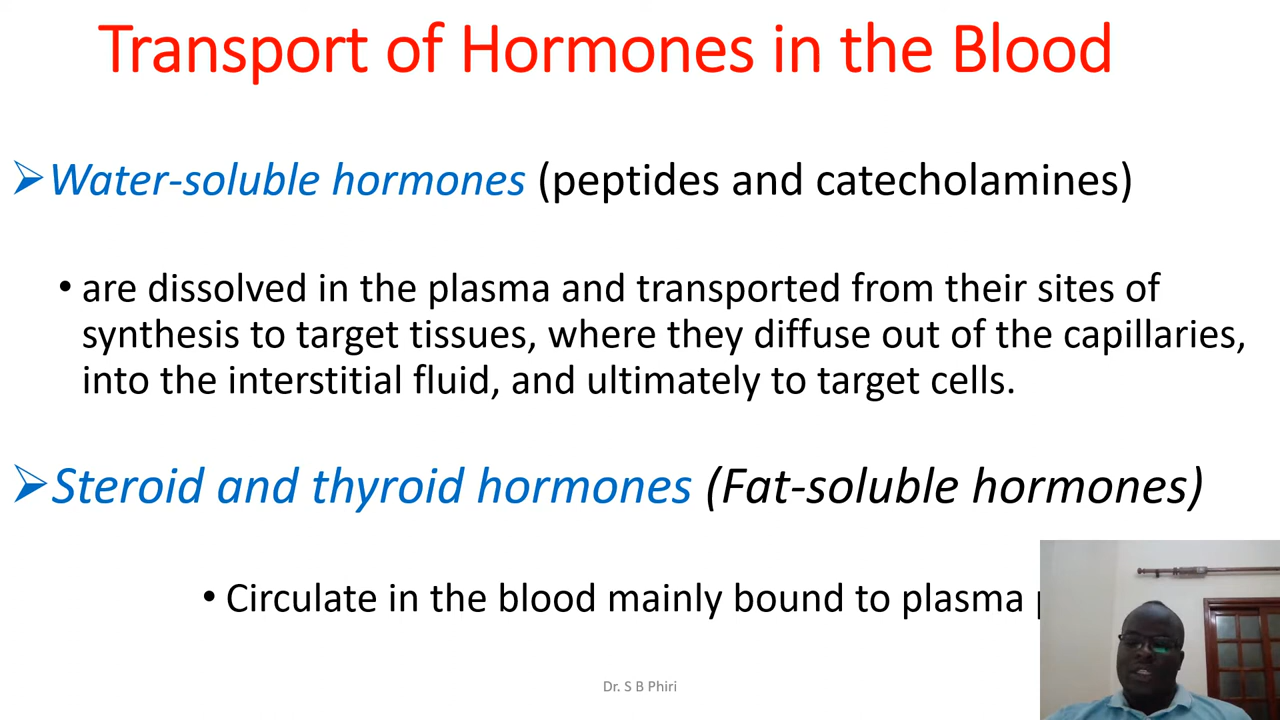 Transport of Hormones in the Blood
➢Water-soluble hormones (peptides and catecholamines)
• are dissolved in the plasma and transported from their sites of
synthesis to target tissues, where they diffuse out of the capillaries,
into the interstitial fluid, and ultimately to target cells.
➢Steroid and thyroid hormones (Fat-soluble hormones)
• Circulate in the blood mainly bound to plasma
Dr. S B Phiri